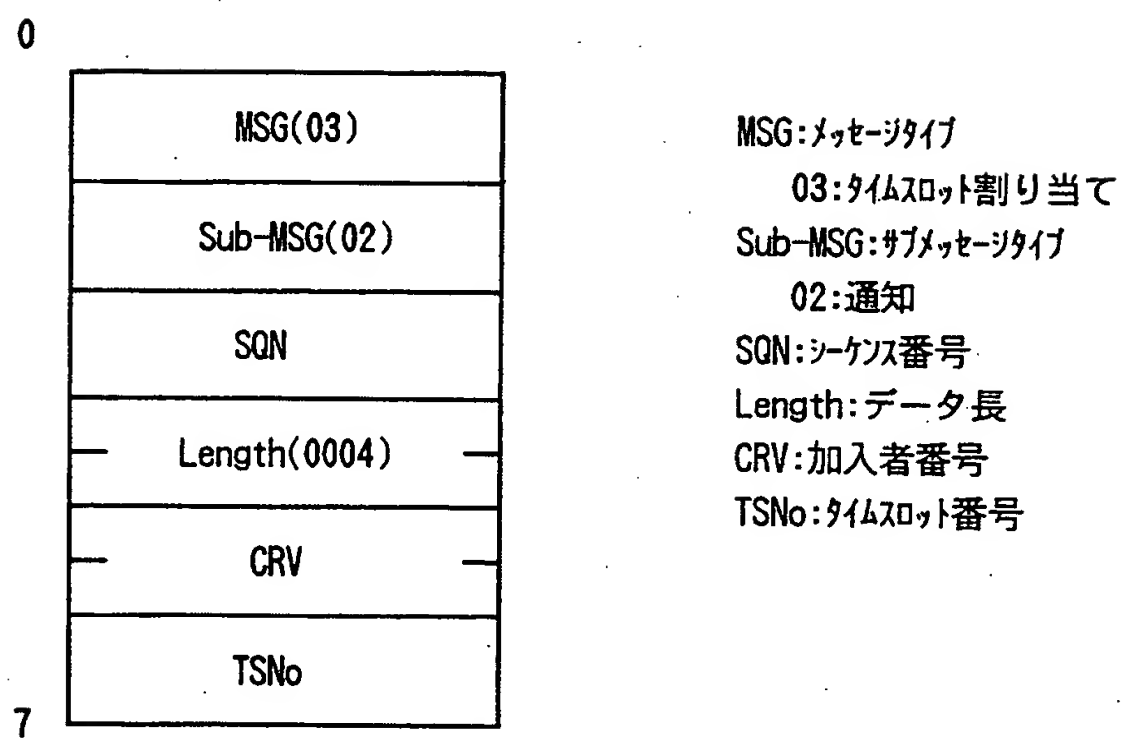 0
MSG(03)
Sub-MSG(02)
SQN
Length(0004)
CRV
TSNo
7
MSG:メッセージタイプ
03:タイムスロット割り当て
Sub-MSG:サブメッセージタイプ
02:通知
SQN:シーケンス番号
Length:データ長
CRV:加入者番号
TSNo:タイムスロット番号